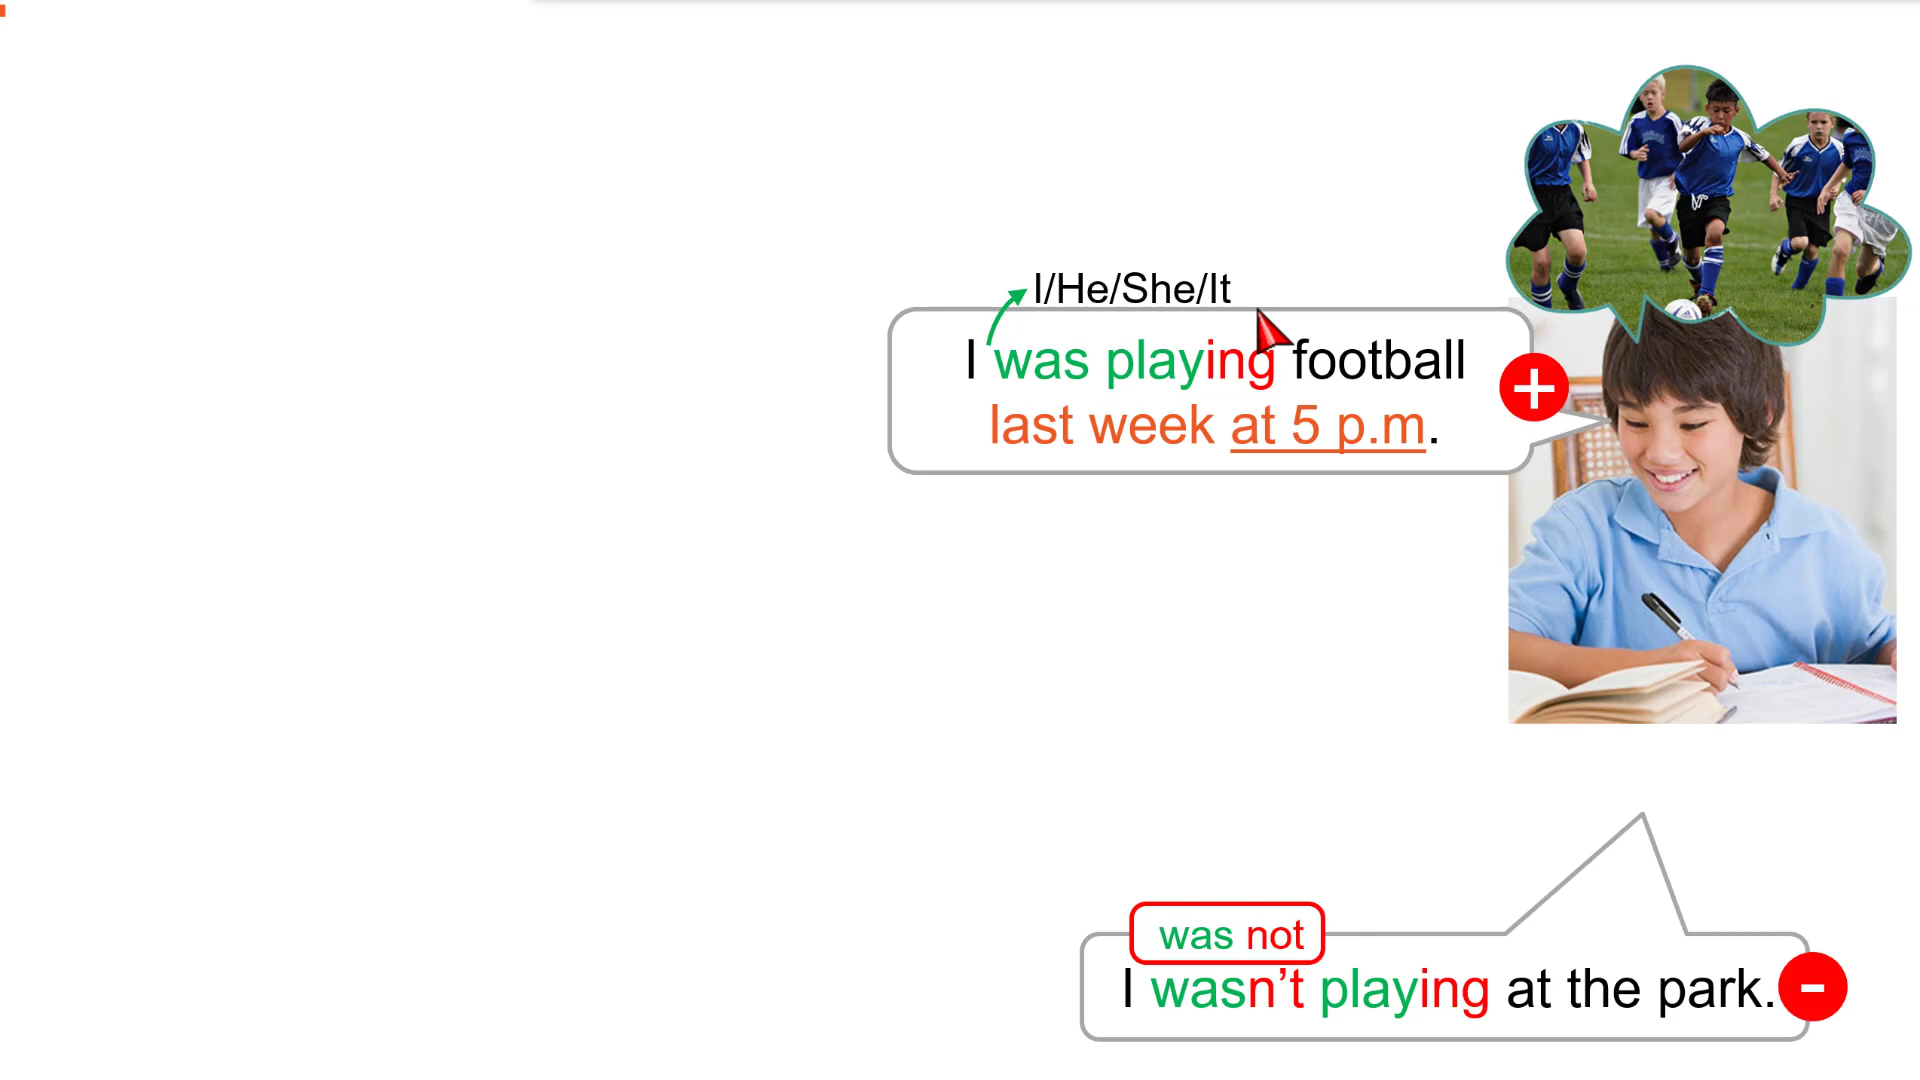 I/He/She/It
I was playing football
last week at 5 p.m.
+
was not
I wasn’t playing at the park.
-